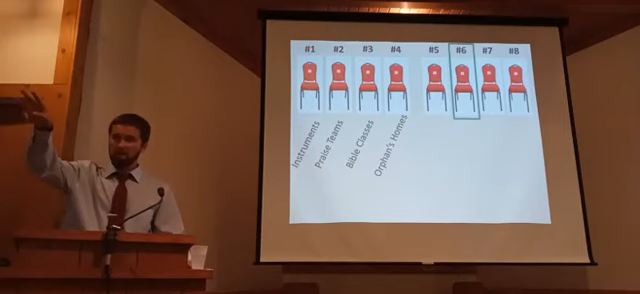 #1 #2 #3 #4 #5 #6 #7 #8
Instruments
Praise Teams
Bible Classes
Orphan's Homes